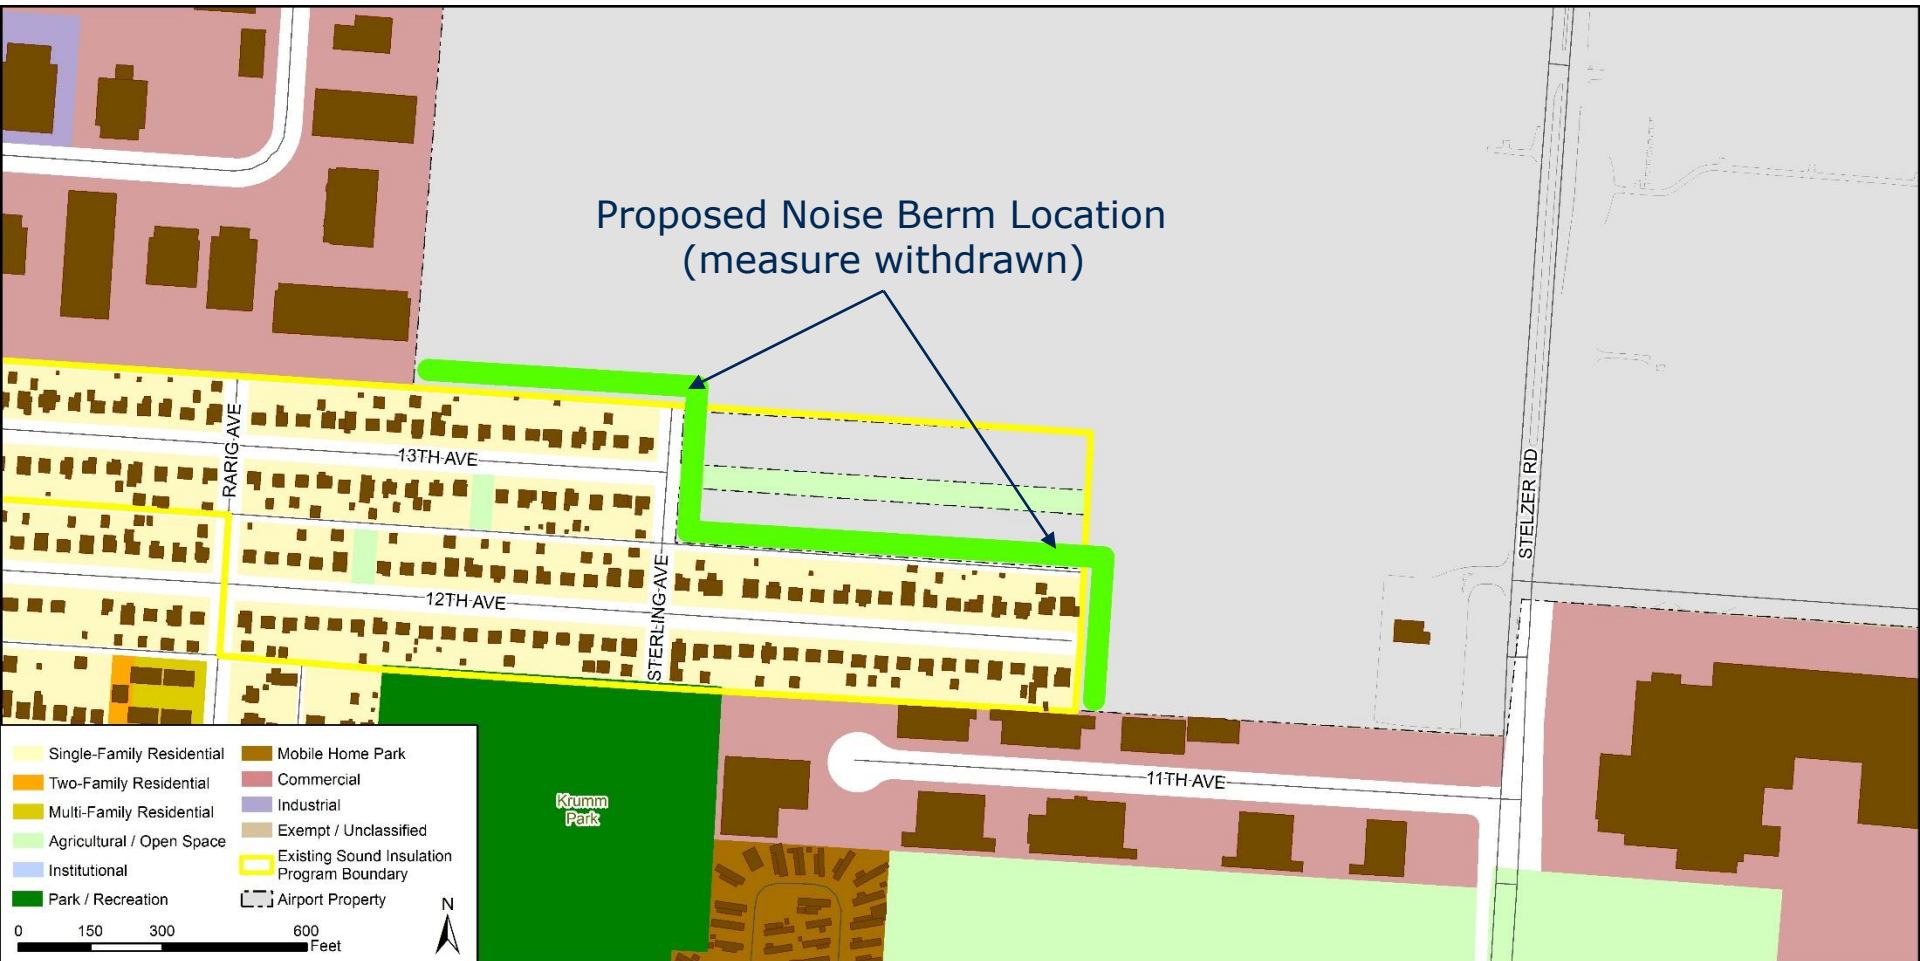 Proposed Noise Berm Location
(measure withdrawn)
RARIG AVE
13TH AVE
STELZER RD
STERLING AVE
12TH AVE
11TH AVE
Krumm
Park
Single-Family Residential
Two-Family Residential
Multi-Family Residential
Agricultural / Open Space
Institutional
Park / Recreation
Mobile Home Park
Commercial
Industrial
Exempt / Unclassified
Existing Sound Insulation
Program Boundary
Airport Property
N
0 150 300 600
Feet